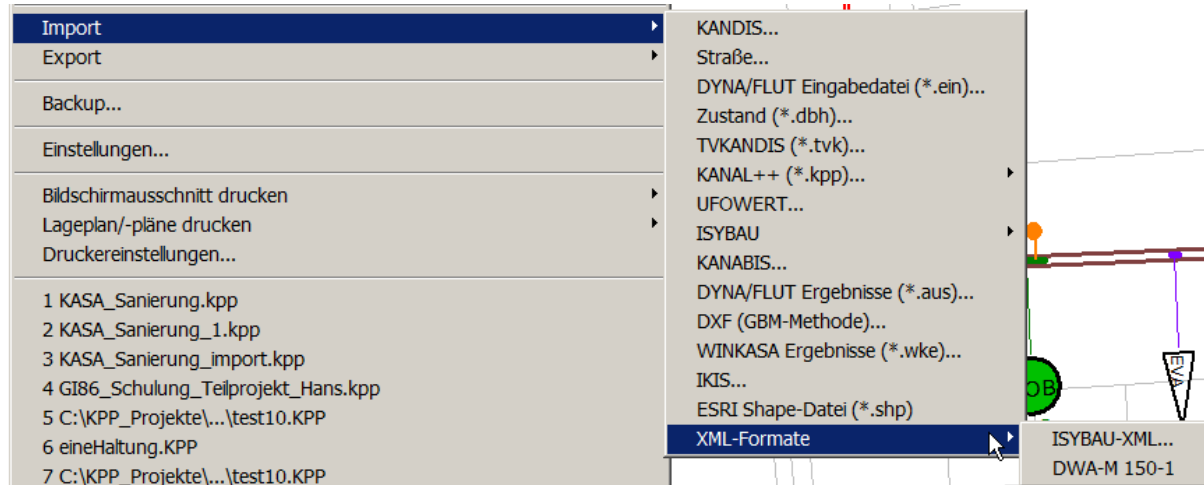 Import
Export
Backup...
Einstellungen...
Bildschirmausschnitt drucken
Lageplan/-pläne drucken
Druckereinstellungen...
1 KASA_Sanierung.kpp
2 KASA_Sanierung_1.kpp
3 KASA_Sanierung_import.kpp
4 GI86_Schulung_Teilprojekt_Hans.kpp
5 C:\KPP_Projekte\...\test10.KPP
6 eineHaltung.KPP
7 C:\KPP_Projekte\...\test10.KPP
KANDIS...
Straße...
DYNA/FLUT Eingabedatei (*.ein)...
Zustand (*.dbh)...
TVKANDIS (*.tvk)...
KANAL++ (*.kpp)...
UFOWERT...
ISYBAU
KANABIS...
DYNA/FLUT Ergebnisse (*.aus)...
DXF (GBM-Methode)...
WINKASA Ergebnisse (*.wke)...
IKIS...
ESRI Shape-Datei (*.shp)
XML-Formate
ISYBAU-XML...
DWA-M 150-1
OB
EVA